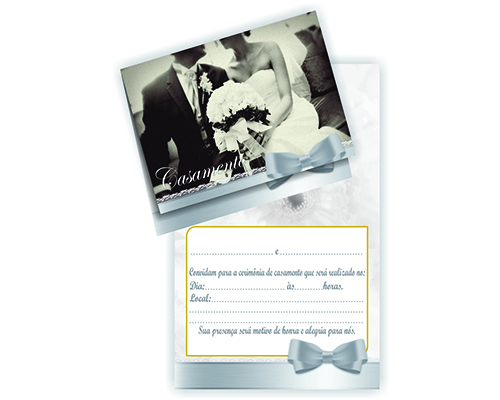 Casamento
................................ e ................................
Convidam para a cerimônia de casamento que será realizado no:
Dia:................................às............horas.
Local:............................................................
......................................................................
......................................................................
Sua presença será motivo de honra e alegria para nós.